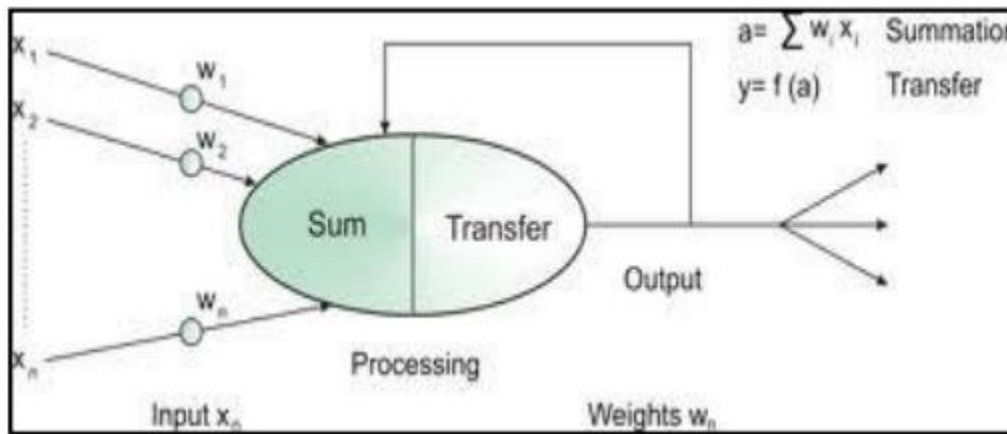 a= ∑ wᵢ xᵢ Summation
y= f (a) Transfer
x₁
w₁
x₂
w₂
Sum
Transfer
Output
wₙ
xₙ
Processing
Input xₙ
Weights wₙ